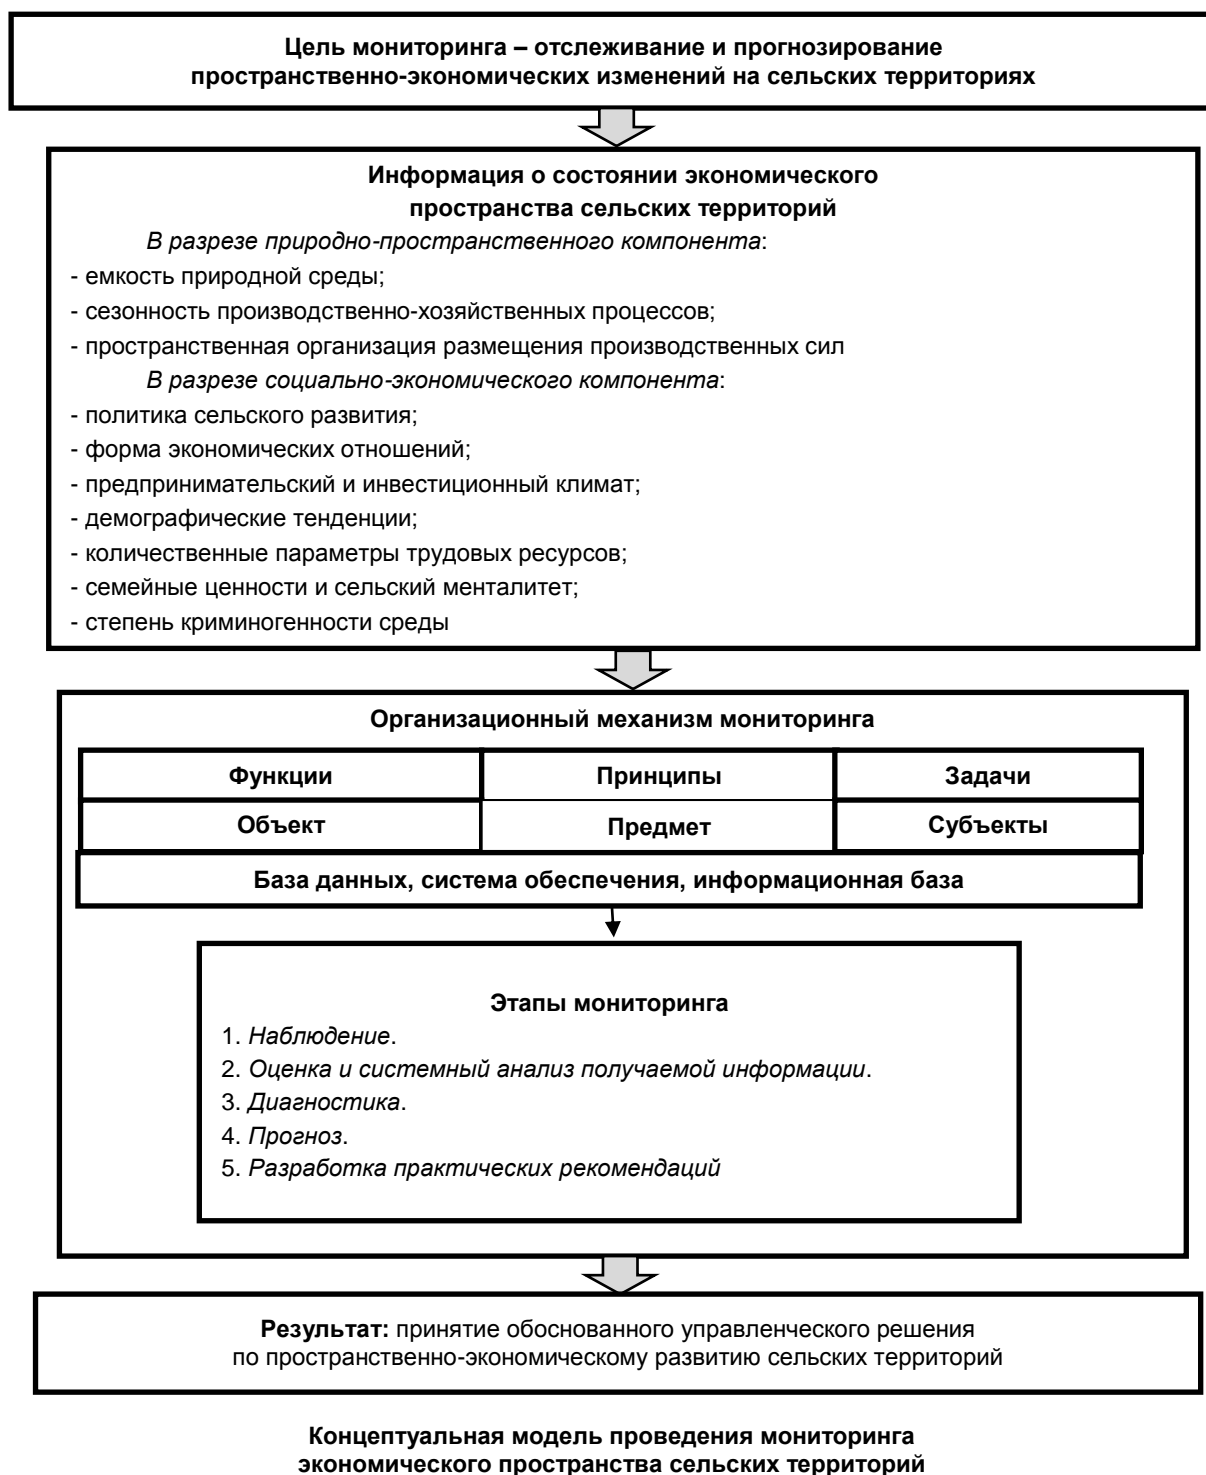 Цель мониторинга – отслеживание и прогнозирование
пространственно-экономических изменений на сельских территориях
Информация о состоянии экономического
пространства сельских территорий
В разрезе природно-пространственного компонента:
- емкость природной среды;
- сезонность производственно-хозяйственных процессов;
- пространственная организация размещения производственных сил
В разрезе социально-экономического компонента:
- политика сельского развития;
- форма экономических отношений;
- предпринимательский и инвестиционный климат;
- демографические тенденции;
- количественные параметры трудовых ресурсов;
- семейные ценности и сельский менталитет;
- степень криминогенности среды
Организационный механизм мониторинга
Функции Принципы Задачи
Объект Предмет Субъекты
База данных, система обеспечения, информационная база
Этапы мониторинга
1. Наблюдение.
2. Оценка и системный анализ получаемой информации.
3. Диагностика.
4. Прогноз.
5. Разработка практических рекомендаций
Результат: принятие обоснованного управленческого решения
по пространственно-экономическому развитию сельских территорий
Концептуальная модель проведения мониторинга
экономического пространства сельских территорий